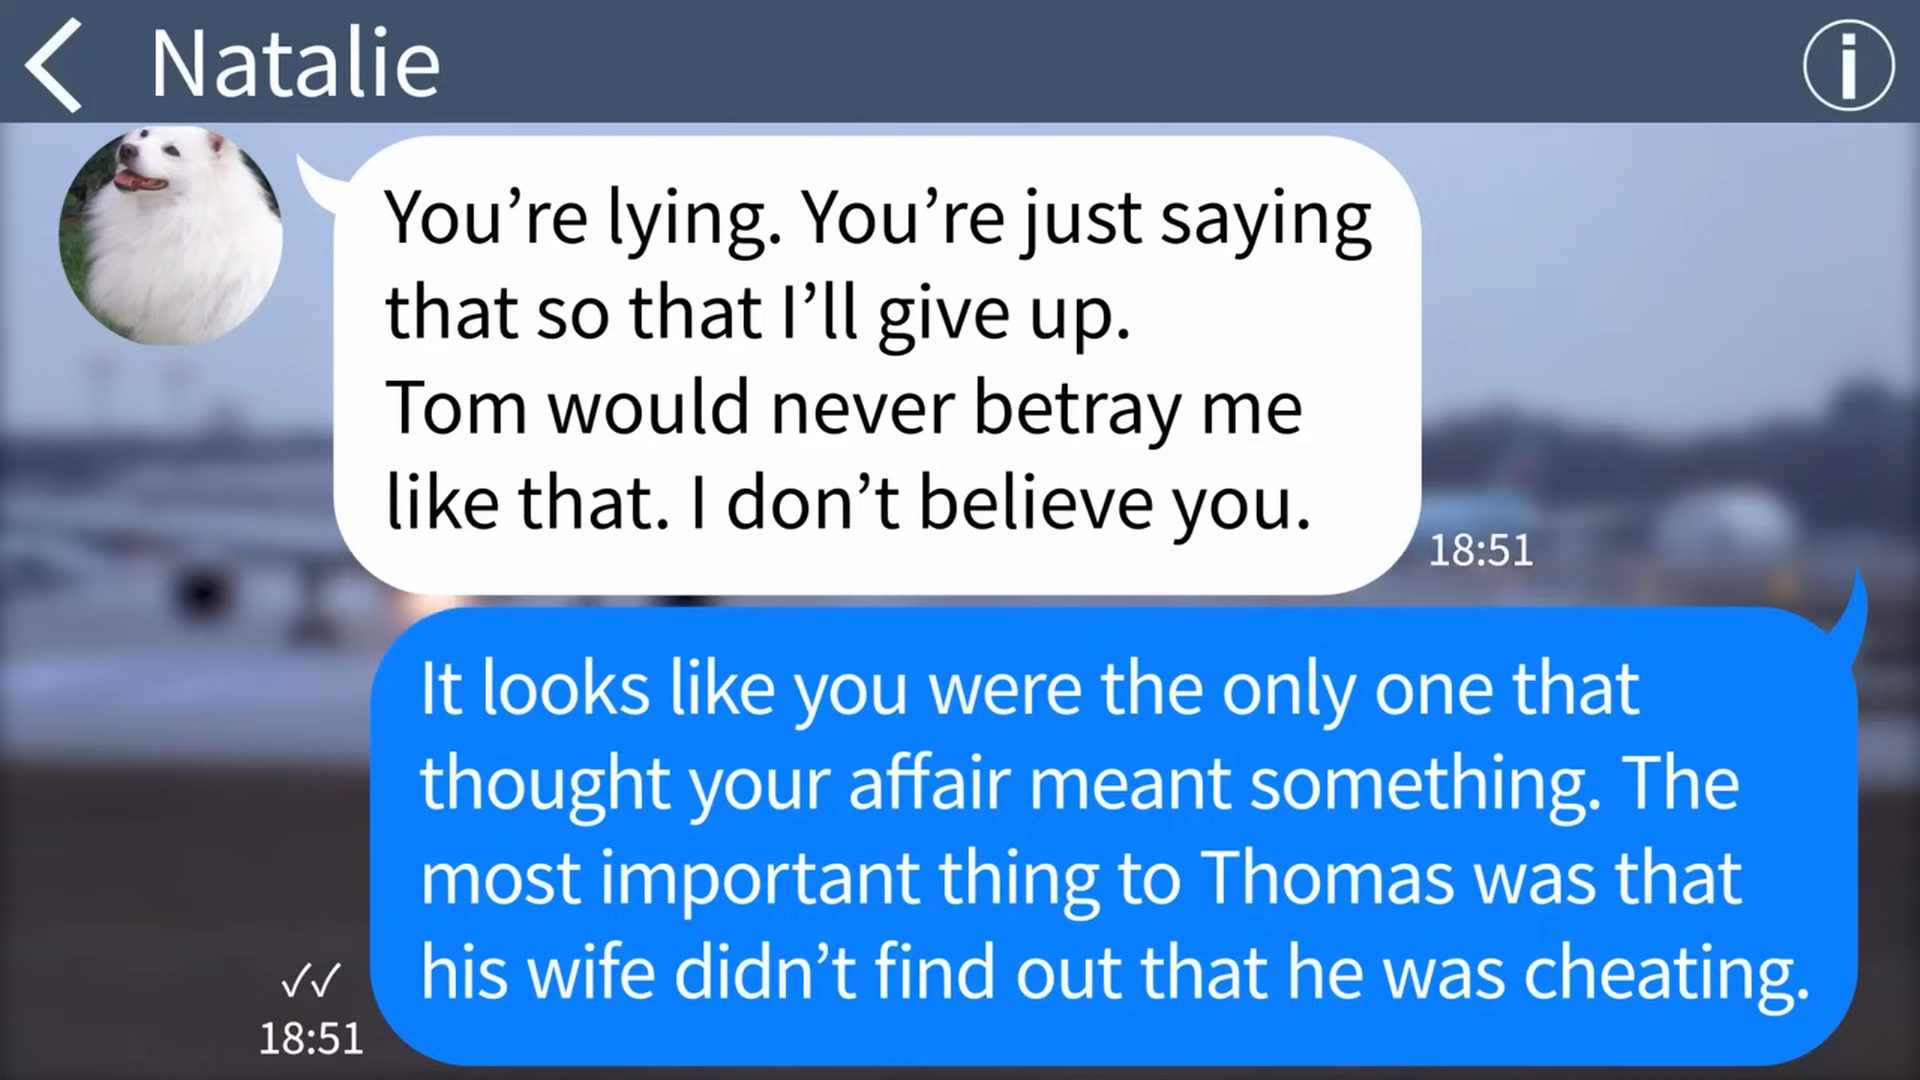 Natalie
You’re lying. You’re just saying
that so that I’ll give up.
Tom would never betray me
like that. I don’t believe you.
18:51
It looks like you were the only one that
thought your affair meant something. The
most important thing to Thomas was that
his wife didn’t find out that he was cheating.
18:51